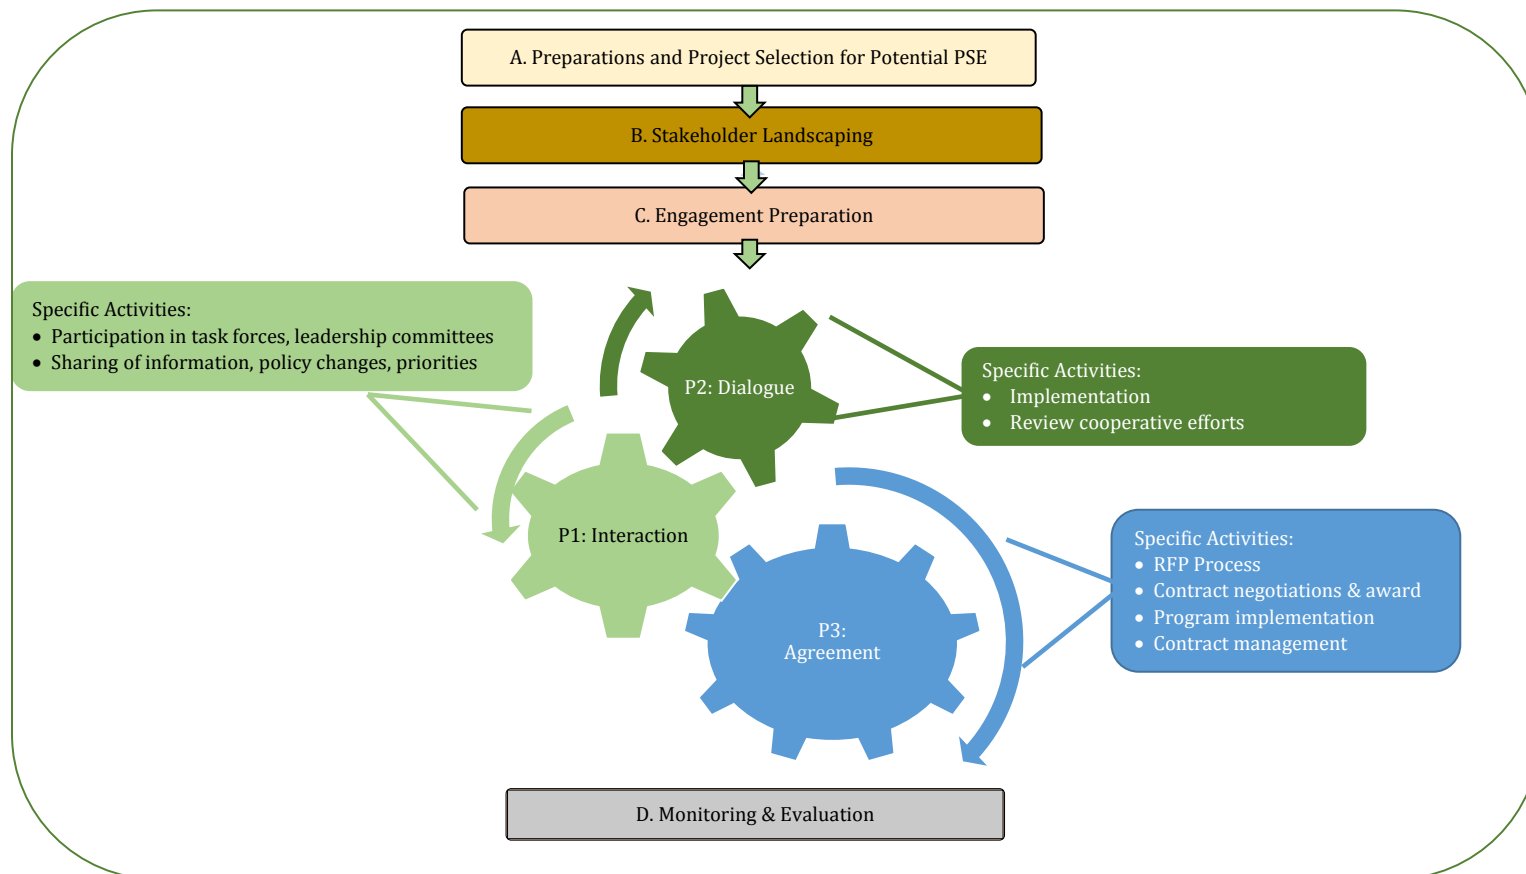 A. Preparations and Project Selection for Potential PSE
B. Stakeholder Landscaping
C. Engagement Preparation
Specific Activities:
• Participation in task forces, leadership committees
• Sharing of information, policy changes, priorities
P2: Dialogue
Specific Activities:
• Implementation
• Review cooperative efforts
P1: Interaction
P3:
Agreement
Specific Activities:
• RFP Process
• Contract negotiations & award
• Program implementation
• Contract management
D. Monitoring & Evaluation